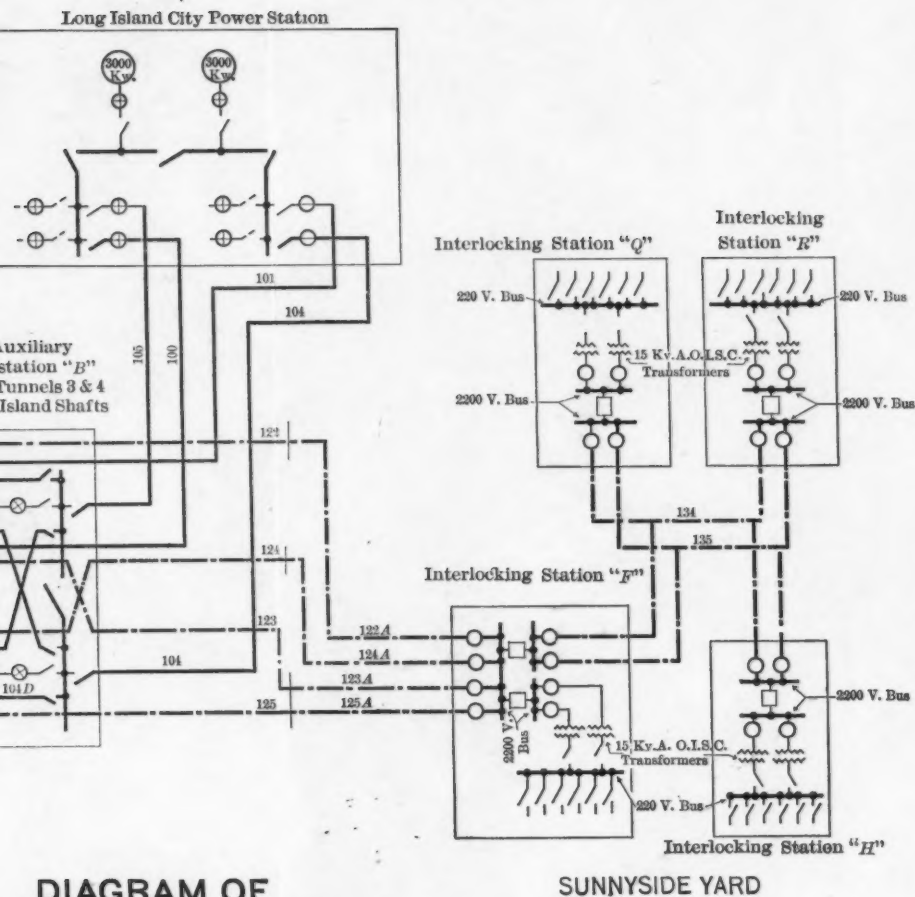 Long Island City Power Station
3000
Kw.
3000
Kw.
101
104
105
100
Auxiliary
station "B"
Tunnels 3 & 4
Island Shafts
122
124
123
104
104D
125
122A
124A
123A
125A
Interlocking Station "Q"
220 V. Bus
2200 V. Bus
15 Kv.A.O.I.S.C.
Transformers
Interlocking
Station "R"
220 V. Bus
2200 V. Bus
134
135
Interlocking Station "F"
2200 V.
Bus
15 Kv.A. O.I.S.C.
Transformers
220 V. Bus
2200 V. Bus
Interlocking Station "H"
DIAGRAM OF
SUNNYSIDE YARD